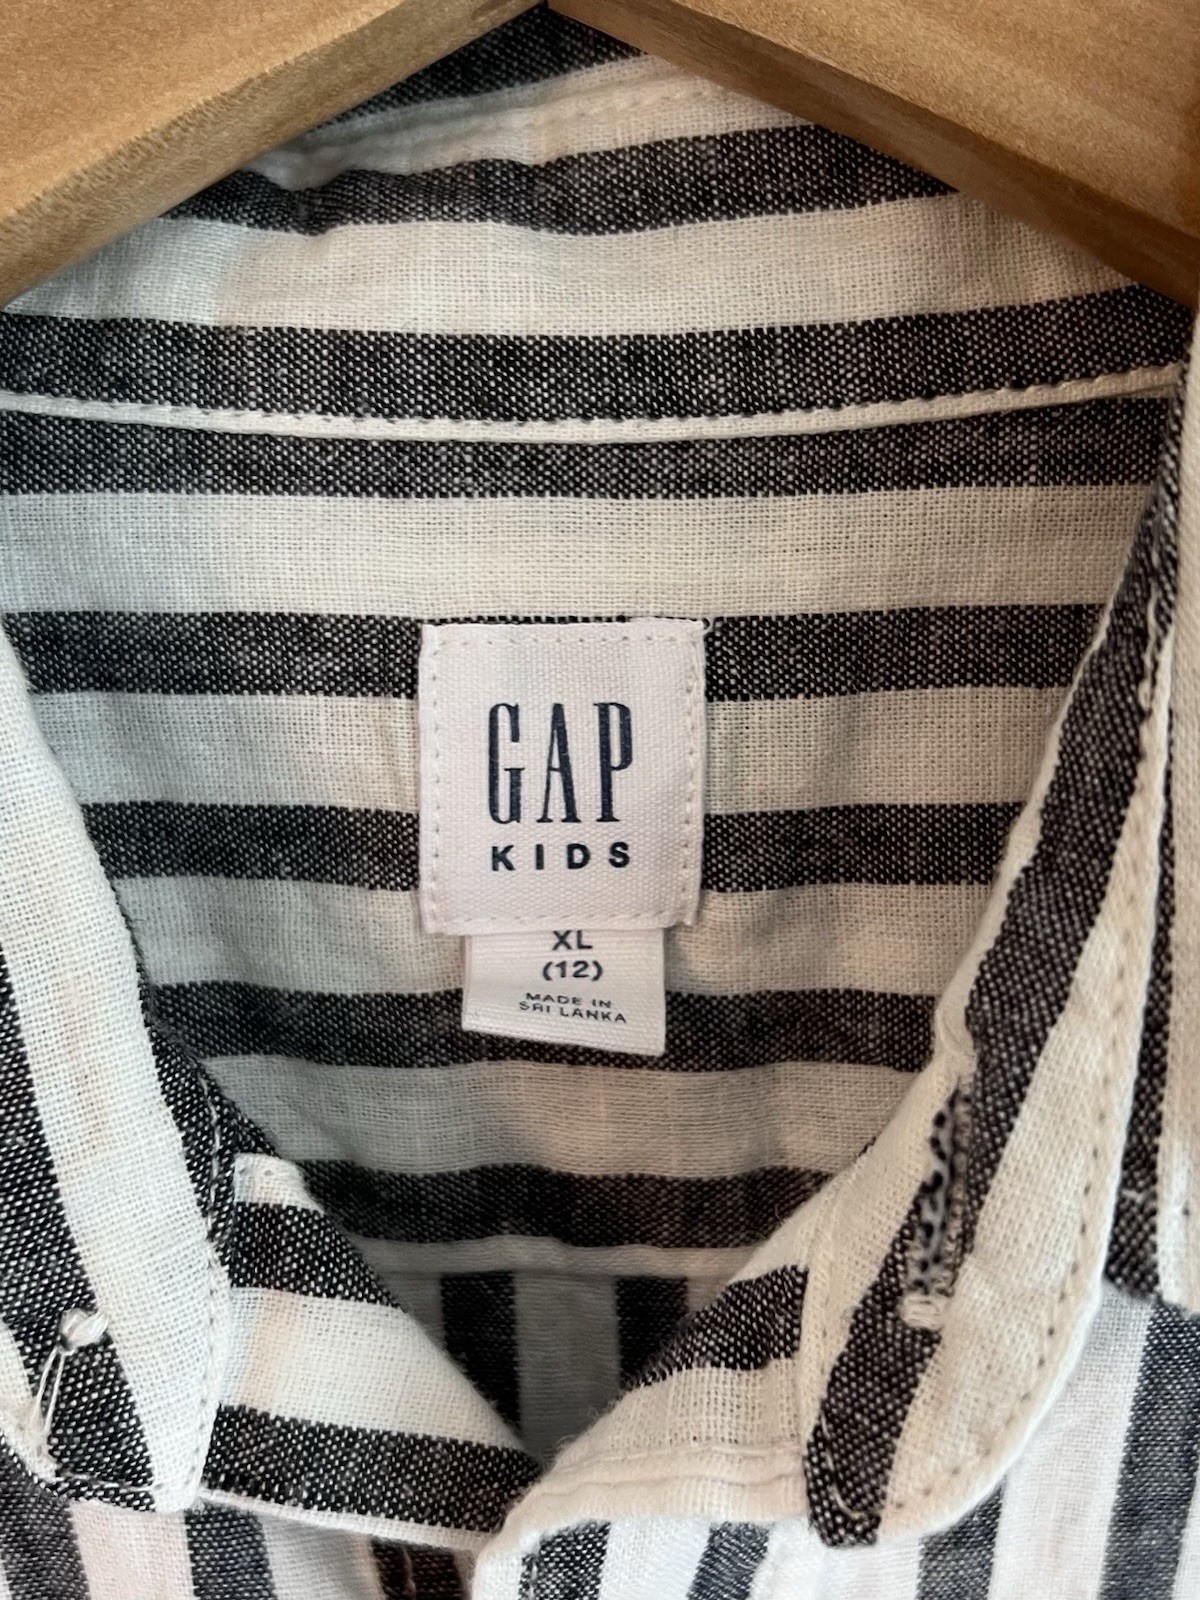 GAP
KIDS
XL
(12)
MADE IN
SRI LANKA